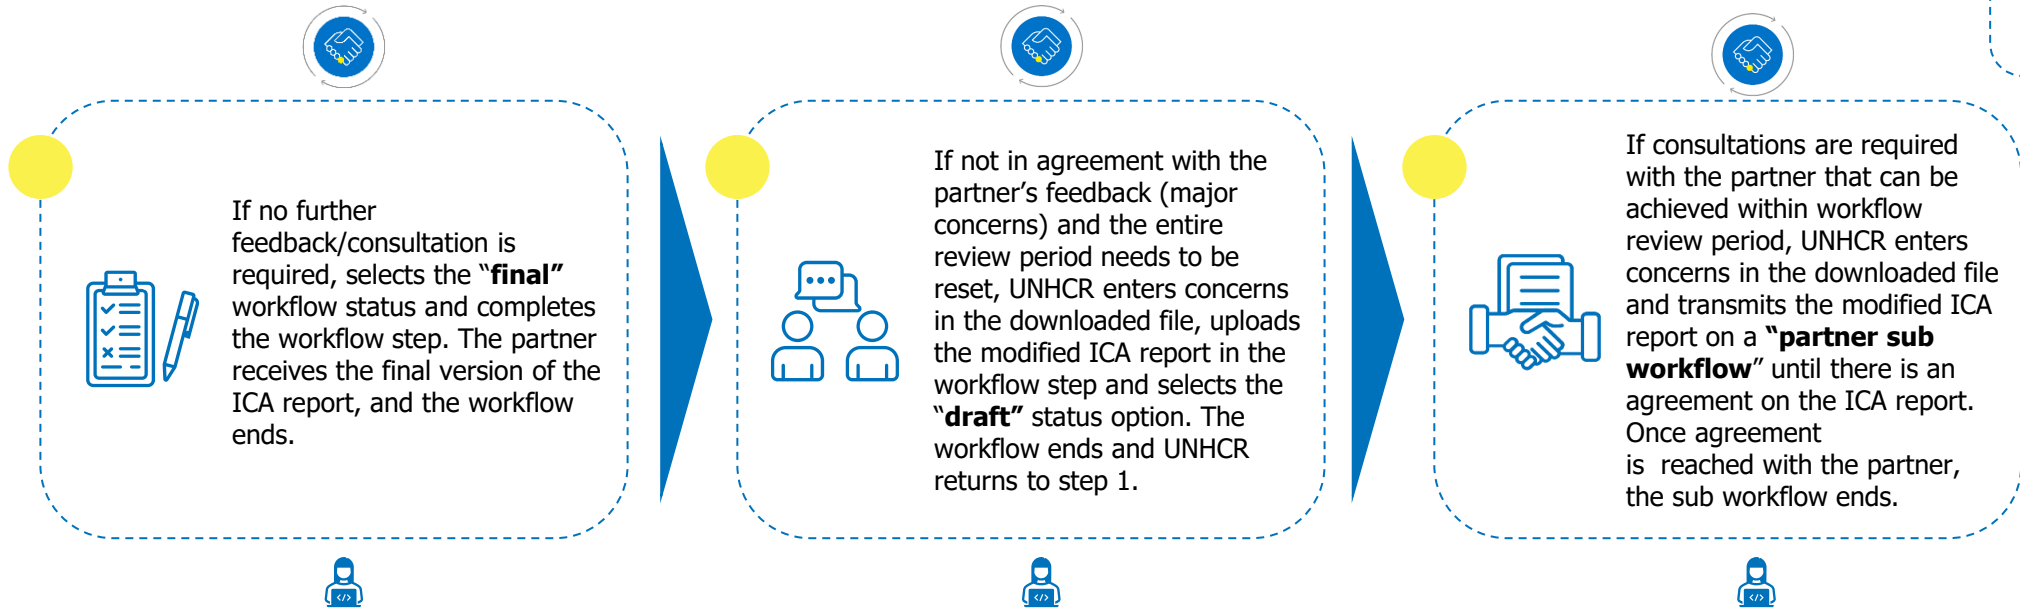 If no further
feedback/consultation is
required, selects the “final”
workflow status and completes
the workflow step. The partner
receives the final version of the
ICA report, and the workflow
ends.
If not in agreement with the
partner’s feedback (major
concerns) and the entire
review period needs to be
reset, UNHCR enters concerns
in the downloaded file, uploads
the modified ICA report in the
workflow step and selects the
“draft” status option. The
workflow ends and UNHCR
returns to step 1.
If consultations are required
with the partner that can be
achieved within workflow
review period, UNHCR enters
concerns in the downloaded file
and transmits the modified ICA
report on a “partner sub
workflow” until there is an
agreement on the ICA report.
Once agreement
is  reached with the partner,
the sub workflow ends.